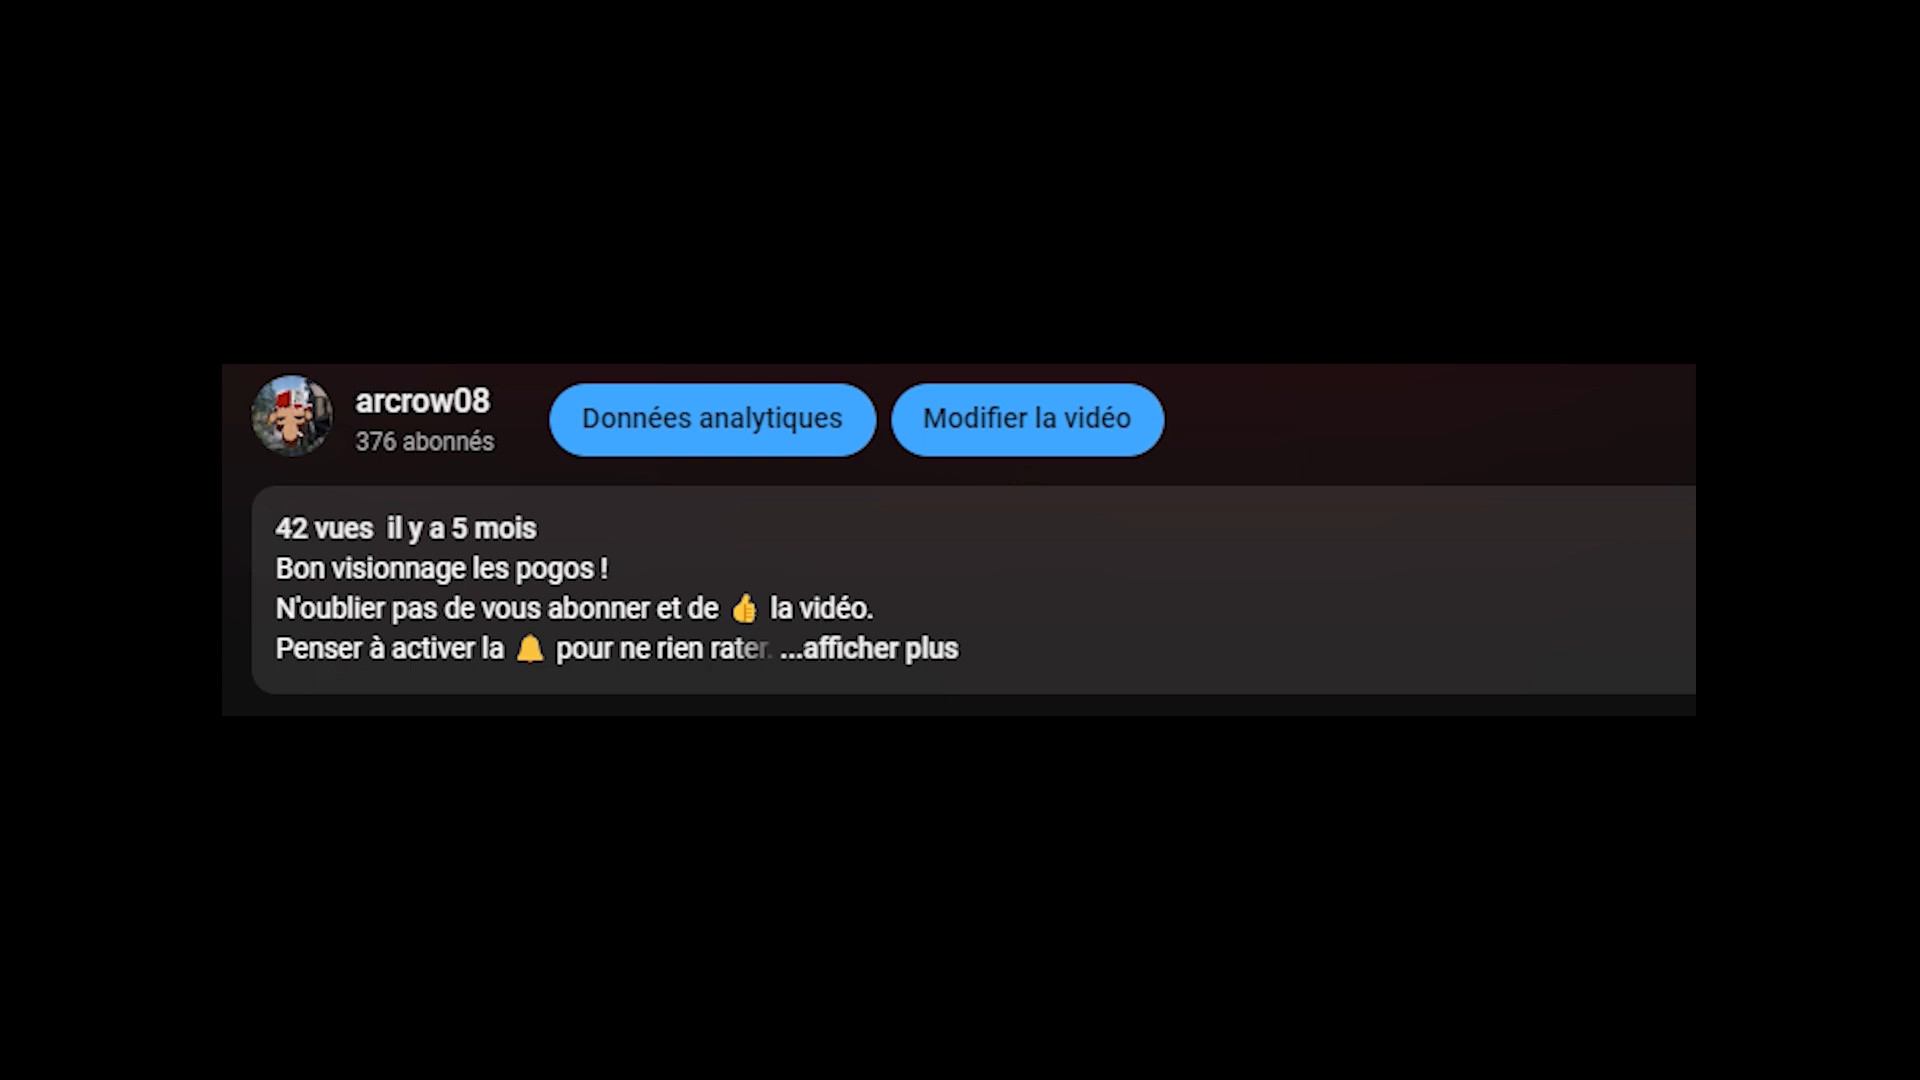 arcrow08
376 abonnés
Données analytiques
Modifier la vidéo
42 vues il y a 5 mois
Bon visionnage les pogos !
N'oublier pas de vous abonner et de 👍 la vidéo.
Penser à activer la 🔔 pour ne rien rater. ...afficher plus